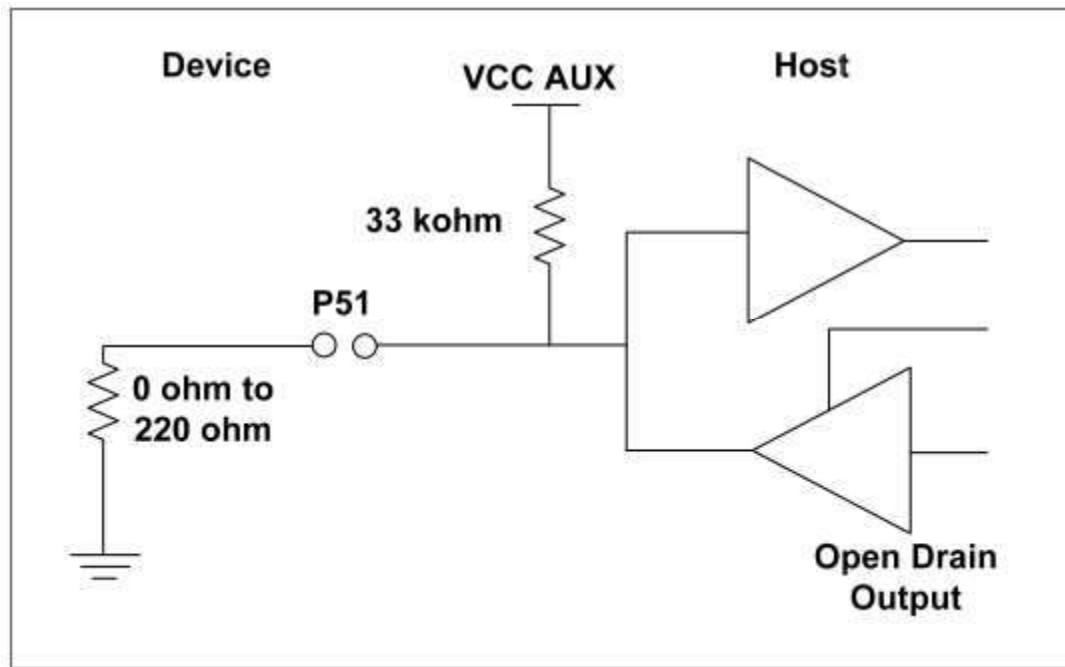 Device
VCC AUX
Host
33 kohm
P51
0 ohm to
220 ohm
Open Drain
Output